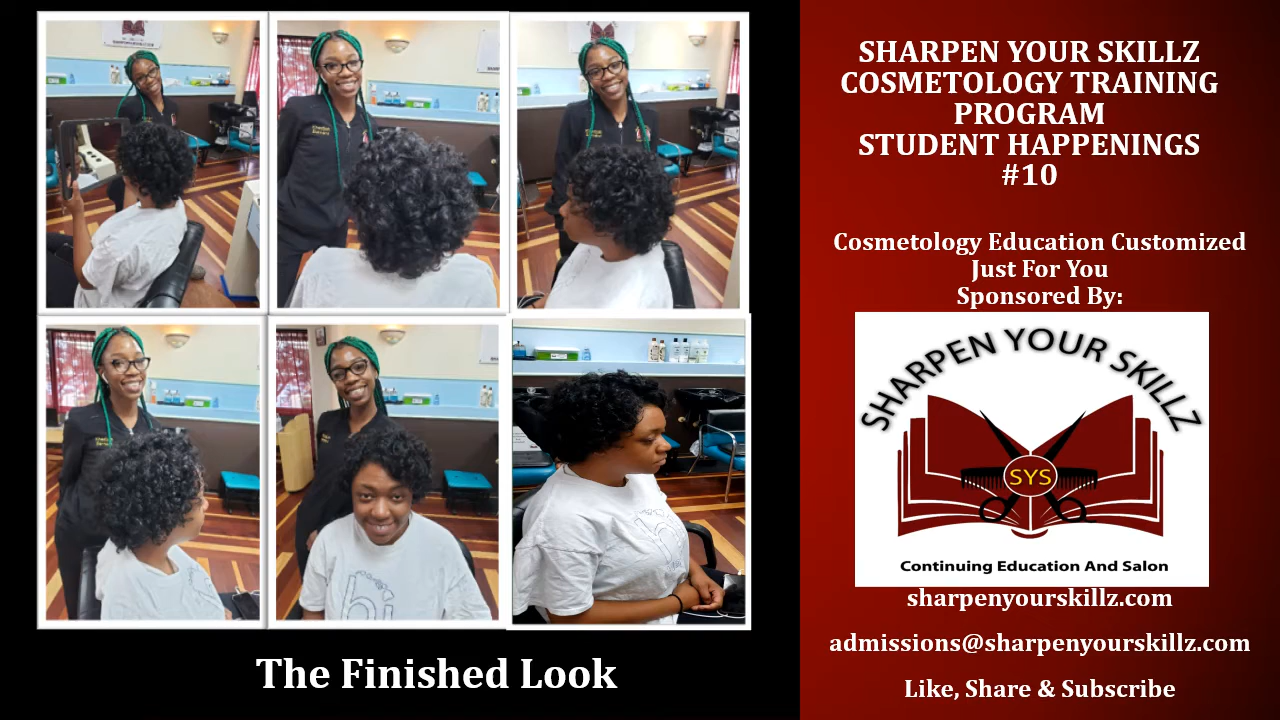 SHARPEN YOUR SKILLZ
COSMETOLOGY TRAINING
PROGRAM
STUDENT HAPPENINGS
#10
Cosmetology Education Customized
Just For You
Sponsored By:
SHARPEN YOUR SKILLZ
SYS
Continuing Education And Salon
sharpenyourskillz.com
admissions@sharpenyourskillz.com
Like, Share & Subscribe
The Finished Look